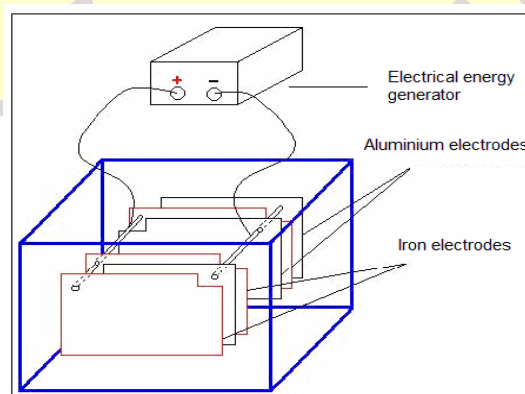 + −
Electrical energy
generator
Aluminium electrodes
Iron electrodes